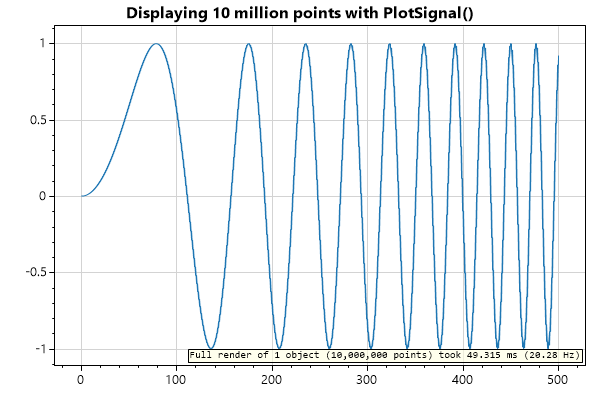 Displaying 10 million points with PlotSignal()
1
0.5
0
-0.5
-1
Full render of 1 object (10,000,000 points) took 49.315 ms (20.28 Hz)
0 100 200 300 400 500